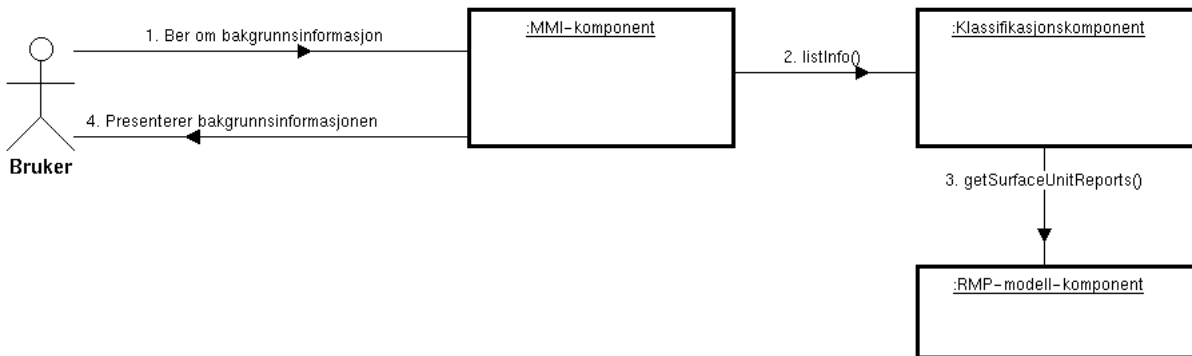 :MMI-komponent
:Klassifikasjonskomponent
1. Ber om bakgrunnsinformasjon
2. listInfo()
4. Presenterer bakgrunnsinformasjonen
Bruker
3. getSurfaceUnitReports()
:RMP-modell-komponent